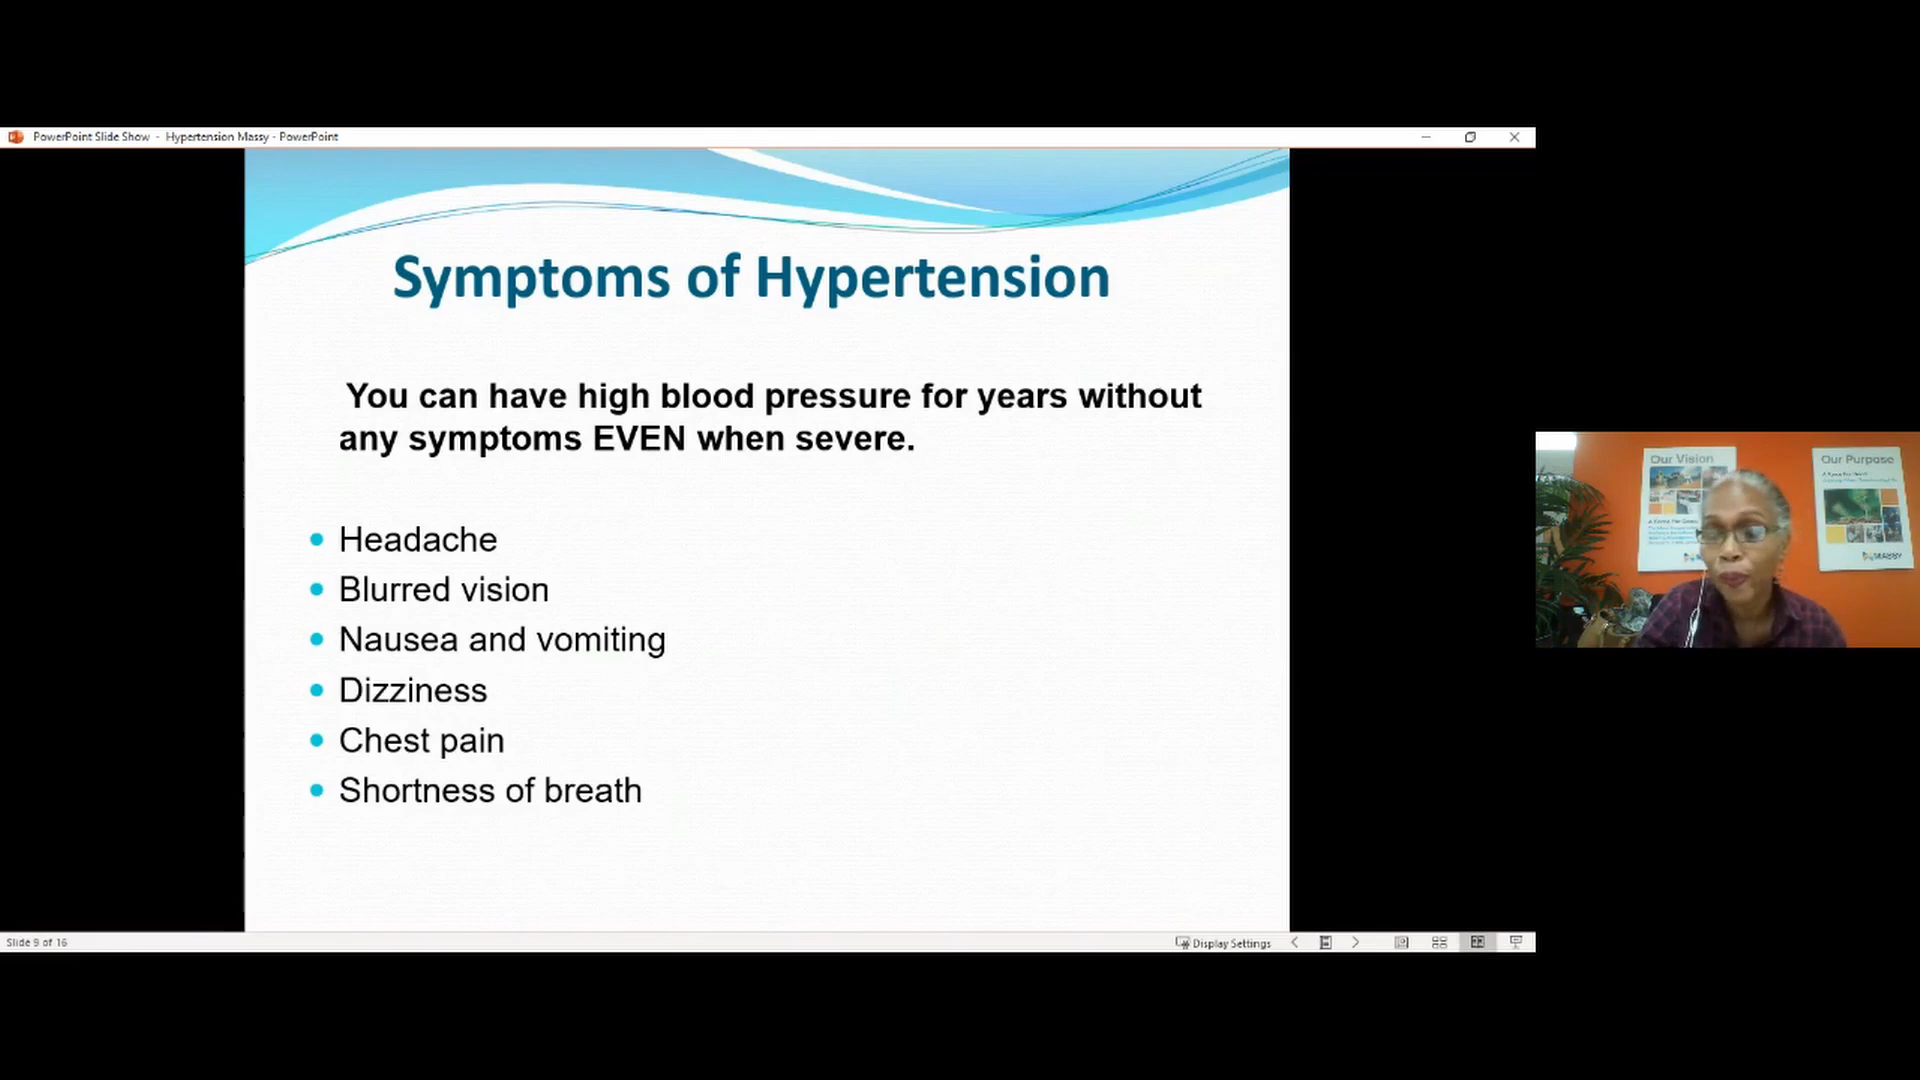 PowerPoint Slide Show - Hypertension Massy - PowerPoint
Symptoms of Hypertension
You can have high blood pressure for years without
any symptoms EVEN when severe.
Headache
Blurred vision
Nausea and vomiting
Dizziness
Chest pain
Shortness of breath
Our Vision
Our Purpose
MASSY
Slide 9 of 16
Display Settings